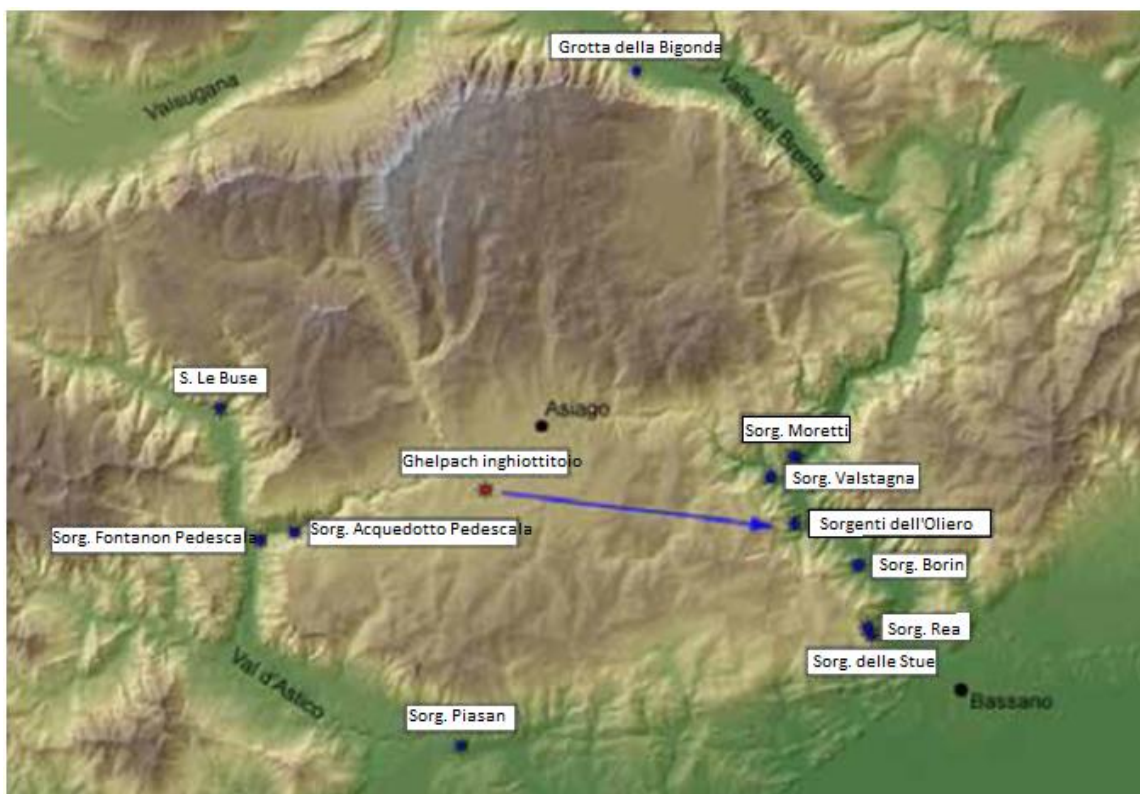 Grotta della Bigonda
Valsugana
Valle del Brenta
S. Le Buse
Asiago
Sorg. Moretti
Ghelpach inghiottitoio
Sorg. Valstagna
Sorg. Acquedotto Pedescala
Sorgenti dell'Oliero
Sorg. Fontanon Pedescala
Sorg. Borin
Sorg. Rea
Sorg. delle Stue
Val d'Astico
Bassano
Sorg. Piasan